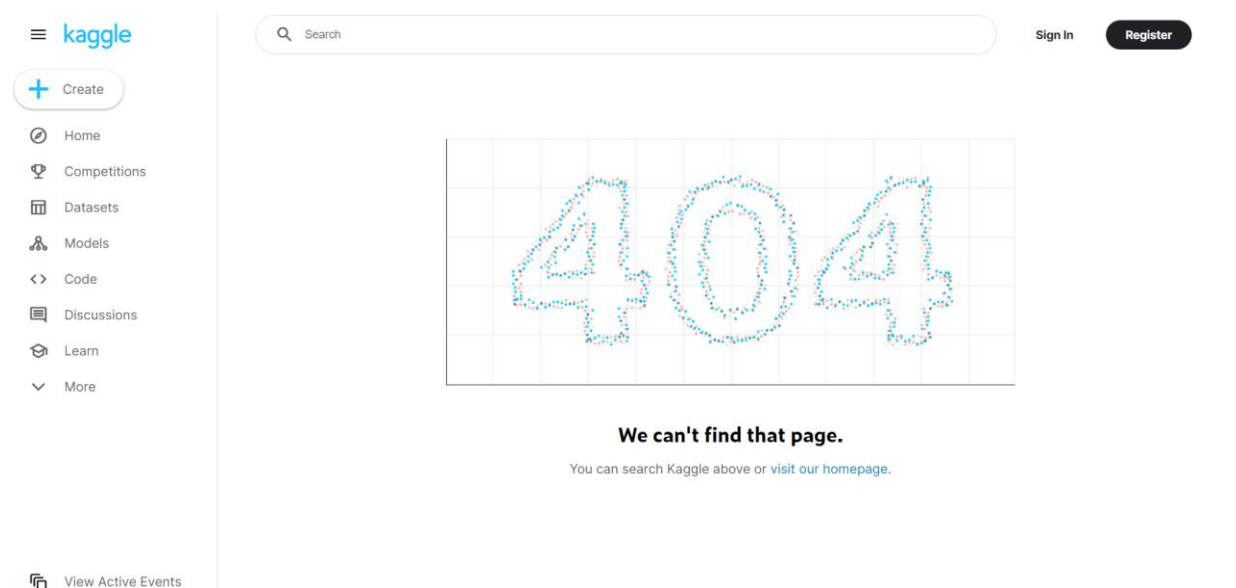 kaggle
Search
Sign In
Register
Create
Home
Competitions
Datasets
Models
Code
Discussions
Learn
More
404
We can't find that page.
You can search Kaggle above or visit our homepage.
View Active Events